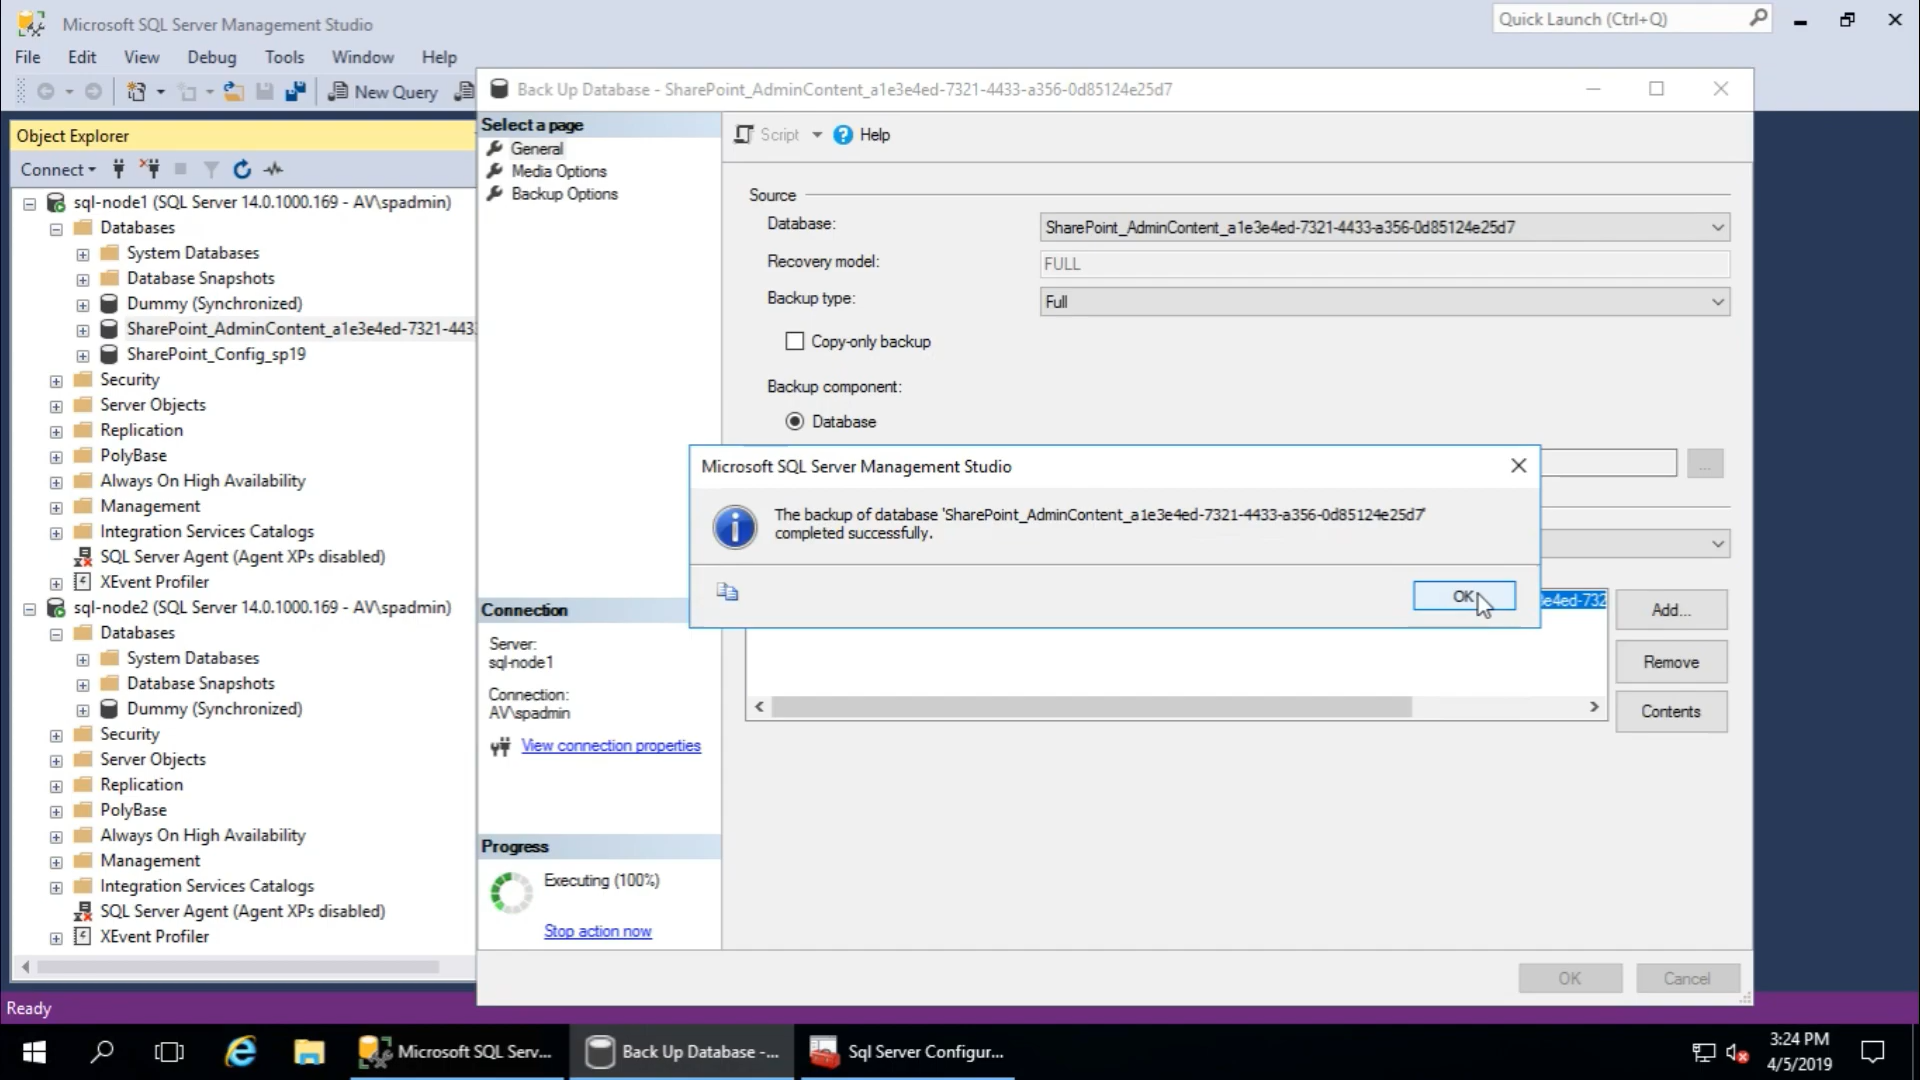 Microsoft SQL Server Management Studio
Quick Launch (Ctrl+Q)
File Edit View Debug Tools Window Help
New Query
Object Explorer
Connect
sql-node1 (SQL Server 14.0.1000.169 - AV\spadmin)
Databases
System Databases
Database Snapshots
Dummy (Synchronized)
SharePoint_AdminContent_a1e3e4ed-7321-443
SharePoint_Config_sp19
Security
Server Objects
Replication
PolyBase
Always On High Availability
Management
Integration Services Catalogs
SQL Server Agent (Agent XPs disabled)
XEvent Profiler
sql-node2 (SQL Server 14.0.1000.169 - AV\spadmin)
Databases
System Databases
Database Snapshots
Dummy (Synchronized)
Security
Server Objects
Replication
PolyBase
Always On High Availability
Management
Integration Services Catalogs
SQL Server Agent (Agent XPs disabled)
XEvent Profiler
Back Up Database - SharePoint_AdminContent_a1e3e4ed-7321-4433-a356-0d85124e25d7
Select a page
General
Media Options
Backup Options
Connection
Server:
sql-node1
Connection:
AV\spadmin
View connection properties
Progress
Executing (100%)
Stop action now
Script Help
Source
Database: SharePoint_AdminContent_a1e3e4ed-7321-4433-a356-0d85124e25d7
Recovery model: FULL
Backup type: Full
Copy-only backup
Backup component:
Database
...
Microsoft SQL Server Management Studio
The backup of database 'SharePoint_AdminContent_a1e3e4ed-7321-4433-a356-0d85124e25d7'
completed successfully.
OK
e4ed-732
Add...
Remove
Contents
OK Cancel
Ready
Microsoft SQL Serv...
Back Up Database -...
Sql Server Configur...
3:24 PM
4/5/2019